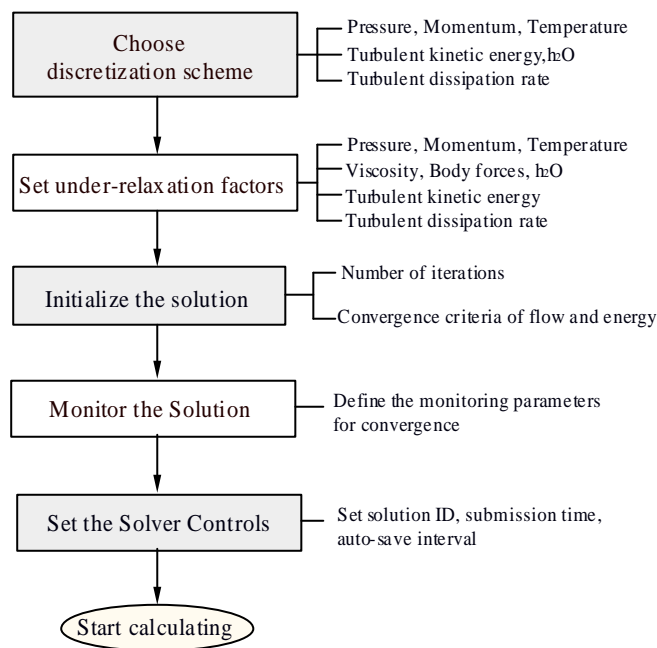 Choose
discretization scheme
Pressure, Momentum, Temperature
Turbulent kinetic energy,h2O
Turbulent dissipation rate
Set under-relaxation factors
Pressure, Momentum, Temperature
Viscosity, Body forces, h2O
Turbulent kinetic energy
Turbulent dissipation rate
Initialize the solution
Number of iterations
Convergence criteria of flow and energy
Monitor the Solution
Define the monitoring parameters
for convergence
Set the Solver Controls
Set solution ID, submission time,
auto-save interval
Start calculating